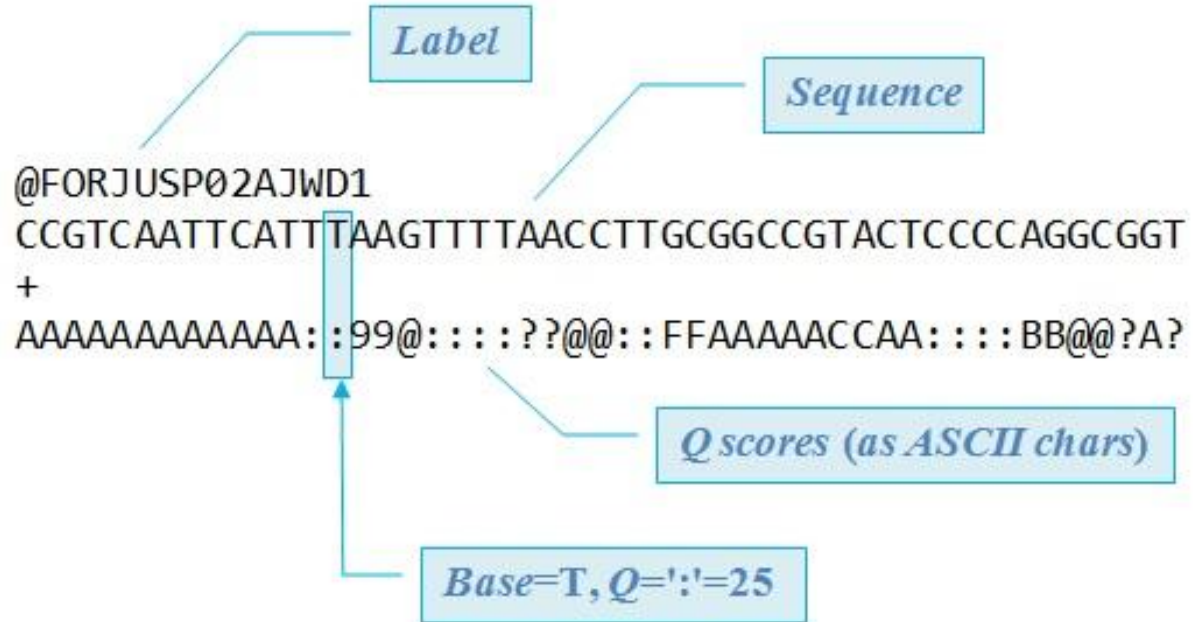 Label
Sequence
@FORJUSP02AJWD1
CCGTCAATTCATTTAAGTTTTAACCTTGCGGCCGTACTCCCCAGGCGGT
+
AAAAAAAAAAAA::99@::::??@@::FFAAAAACCAA::::BB@@?A?
Q scores (as ASCII chars)
Base=T, Q=':'=25